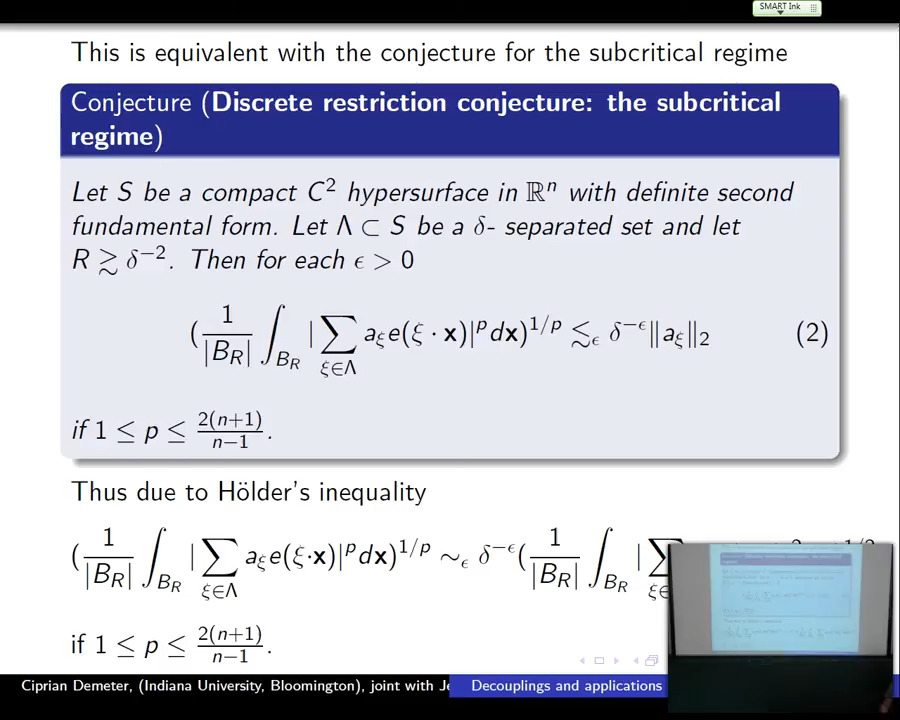 SMART Ink
This is equivalent with the conjecture for the subcritical regime
Conjecture (Discrete restriction conjecture: the subcritical
regime)
Let S be a compact C² hypersurface in ℝⁿ with definite second
fundamental form. Let Λ ⊂ S be a δ- separated set and let
R ≳ δ⁻². Then for each ϵ > 0
(1/|B_R| ∫_{B_R} | ∑_{ξ∈Λ} a_ξ e(ξ · x)|^p dx)^{1/p} ≲_ϵ δ^{-ϵ} ‖a_ξ‖₂ (2)
if 1 ≤ p ≤ 2(n+1)/(n−1).
Thus due to Hölder's inequality
(1/|B_R| ∫_{B_R} | ∑_{ξ∈Λ} a_ξ e(ξ·x)|^p dx)^{1/p} ∼_ϵ δ^{-ϵ} (1/|B_R| ∫_{B_R} | ∑
if 1 ≤ p ≤ 2(n+1)/(n−1).
Ciprian Demeter, (Indiana University, Bloomington), joint with Je Decouplings and applications